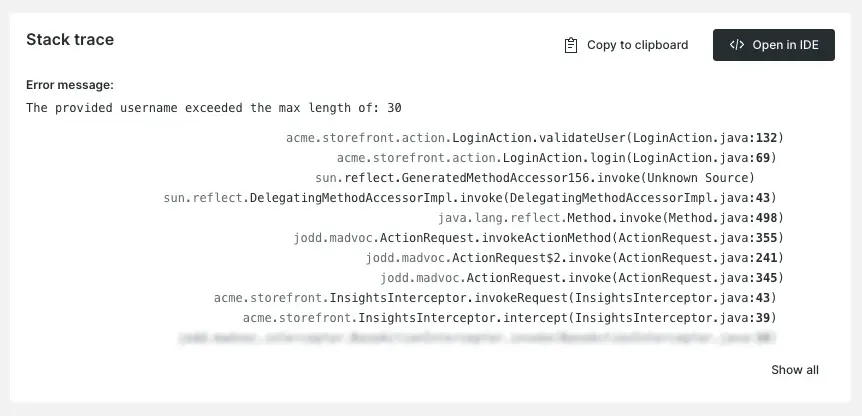 Stack trace
Copy to clipboard
</> Open in IDE
Error message:
The provided username exceeded the max length of: 30
acme.storefront.action.LoginAction.validateUser(LoginAction.java:132)
acme.storefront.action.LoginAction.login(LoginAction.java:69)
sun.reflect.GeneratedMethodAccessor156.invoke(Unknown Source)
sun.reflect.DelegatingMethodAccessorImpl.invoke(DelegatingMethodAccessorImpl.java:43)
java.lang.reflect.Method.invoke(Method.java:498)
jodd.madvoc.ActionRequest.invokeActionMethod(ActionRequest.java:355)
jodd.madvoc.ActionRequest$2.invoke(ActionRequest.java:241)
jodd.madvoc.ActionRequest.invoke(ActionRequest.java:345)
acme.storefront.InsightsInterceptor.invokeRequest(InsightsInterceptor.java:43)
acme.storefront.InsightsInterceptor.intercept(InsightsInterceptor.java:39)
Show all